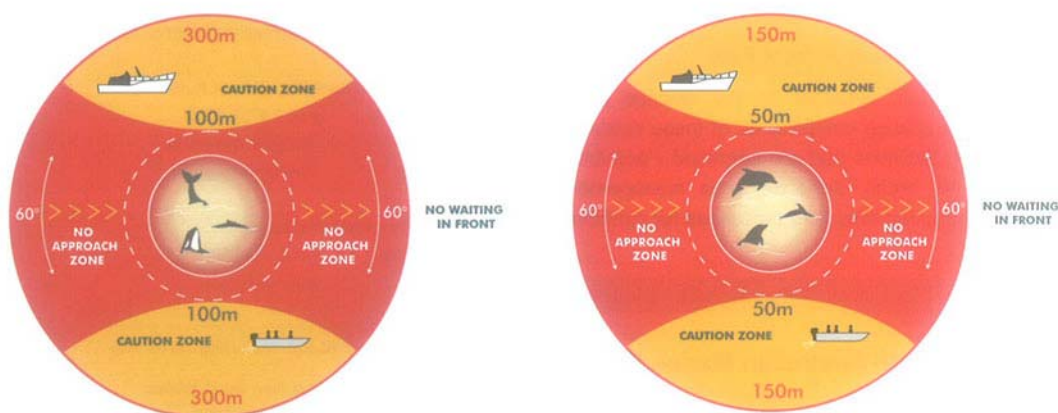 300m
CAUTION ZONE
100m
60°
> > > >
NO
APPROACH
ZONE
> > > >
NO
APPROACH
ZONE
60°
NO WAITING
IN FRONT
100m
CAUTION ZONE
300m
150m
CAUTION ZONE
50m
60°
> > > >
NO
APPROACH
ZONE
> > > >
NO
APPROACH
ZONE
60°
NO WAITING
IN FRONT
50m
CAUTION ZONE
150m